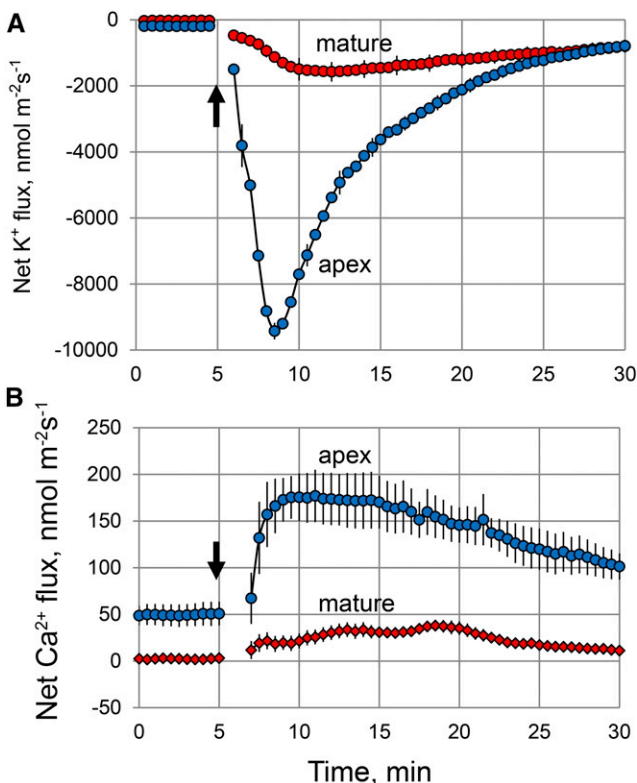 A
Net K⁺ flux, nmol m⁻²s⁻¹
0
-2000
-4000
-6000
-8000
-10000
mature
apex
0 5 10 15 20 25 30
B
Net Ca²⁺ flux, nmol m⁻²s⁻¹
250
200
150
100
50
0
-50
apex
mature
0 5 10 15 20 25 30
Time, min